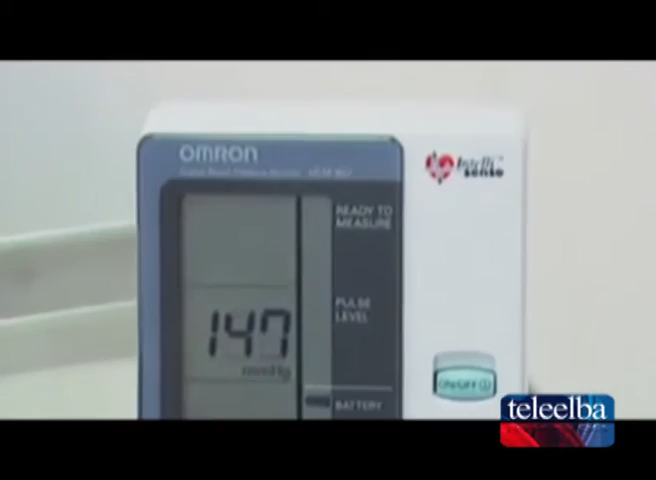 OMRON
Intelli
sense
READY TO
MEASURE
147
mmHg
PULSE
LEVEL
ON/OFF
BATTERY
teleelba